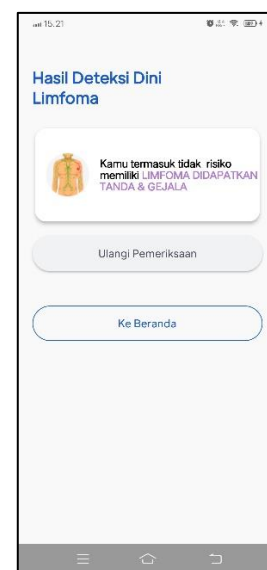 15.21
Hasil Deteksi Dini
Limfoma
Kamu termasuk tidak risiko
memiliki LIMFOMA DIDAPATKAN
TANDA & GEJALA
Ulangi Pemeriksaan
Ke Beranda